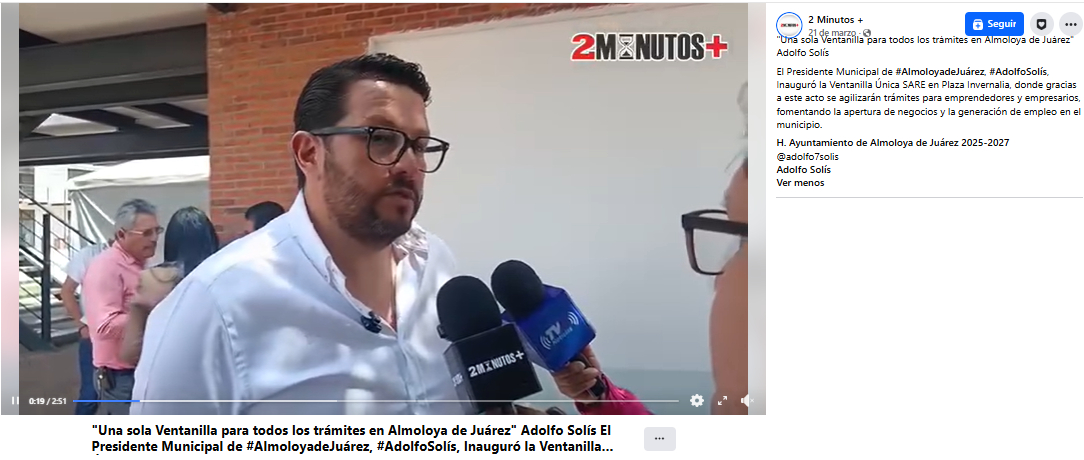 2MINUTOS+
2MINUTOS+
TV
0:19 / 2:51
"Una sola Ventanilla para todos los trámites en Almoloya de Juárez" Adolfo Solís El
Presidente Municipal de #AlmoloyadeJuárez, #AdolfoSolís, Inauguró la Ventanilla...
2 Minutos +
Seguir
21 de marzo ·
"Una sola Ventanilla para todos los trámites en Almoloya de Juárez"
Adolfo Solís
El Presidente Municipal de #AlmoloyadeJuárez, #AdolfoSolís,
Inauguró la Ventanilla Única SARE en Plaza Invernalia, donde gracias
a este acto se agilizarán trámites para emprendedores y empresarios,
fomentando la apertura de negocios y la generación de empleo en el
municipio.
H. Ayuntamiento de Almoloya de Juárez 2025-2027
@adolfo7solis
Adolfo Solís
Ver menos